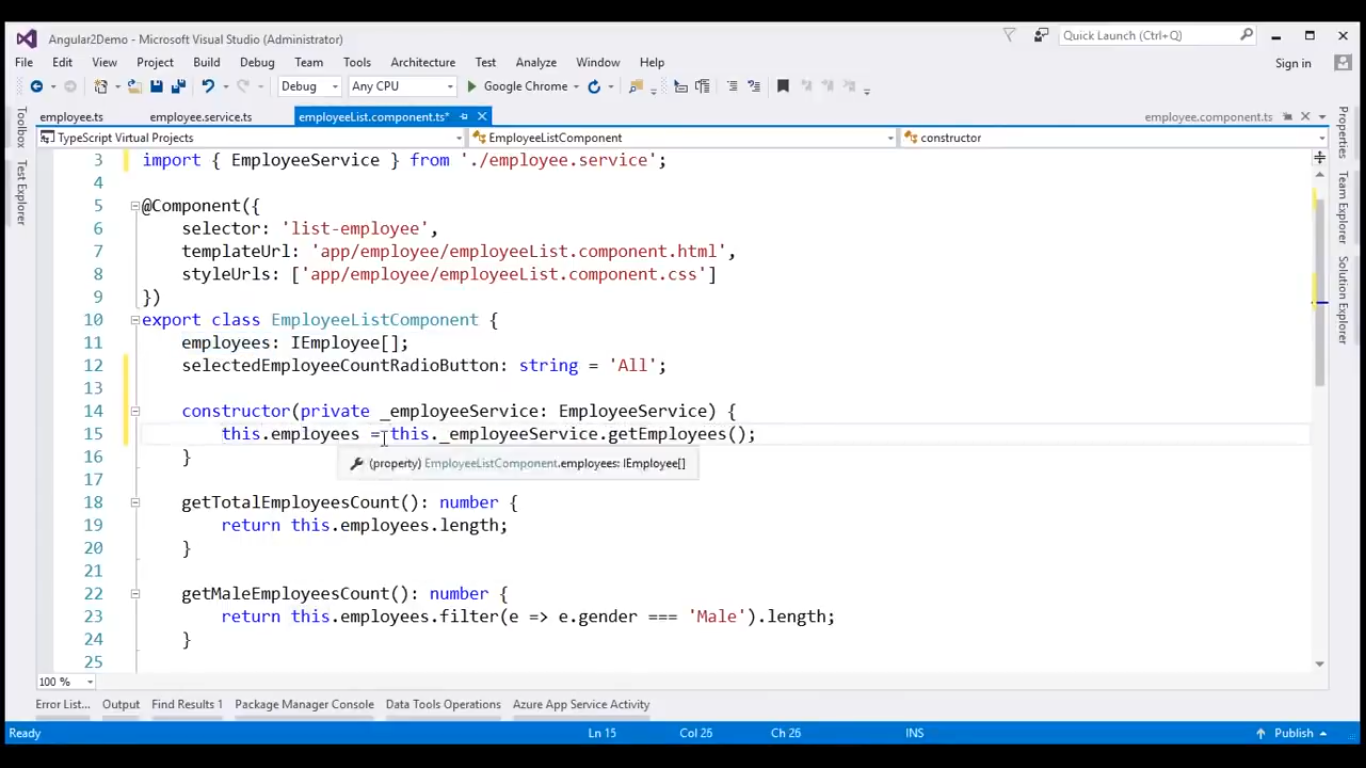 Angular2Demo - Microsoft Visual Studio (Administrator)
Quick Launch (Ctrl+Q)
File Edit View Project Build Debug Team Tools Architecture Test Analyze Window Help
Sign in
Debug Any CPU Google Chrome
employee.ts employee.service.ts employeeList.component.ts* employee.component.ts
TypeScript Virtual Projects EmployeeListComponent constructor
Toolbox
Test Explorer
3 import { EmployeeService } from './employee.service';
4
5 @Component({
6 selector: 'list-employee',
7 templateUrl: 'app/employee/employeeList.component.html',
8 styleUrls: ['app/employee/employeeList.component.css']
9 })
10 export class EmployeeListComponent {
11 employees: IEmployee[];
12 selectedEmployeeCountRadioButton: string = 'All';
13
14 constructor(private _employeeService: EmployeeService) {
15 this.employees = this._employeeService.getEmployees();
(property) EmployeeListComponent.employees: IEmployee[]
16 }
18 getTotalEmployeesCount(): number {
19 return this.employees.length;
20 }
21
22 getMaleEmployeesCount(): number {
23 return this.employees.filter(e => e.gender === 'Male').length;
24 }
25
Properties
Team Explorer
Solution Explorer
100 %
Error List... Output Find Results 1 Package Manager Console Data Tools Operations Azure App Service Activity
Ready Ln 15 Col 26 Ch 26 INS Publish